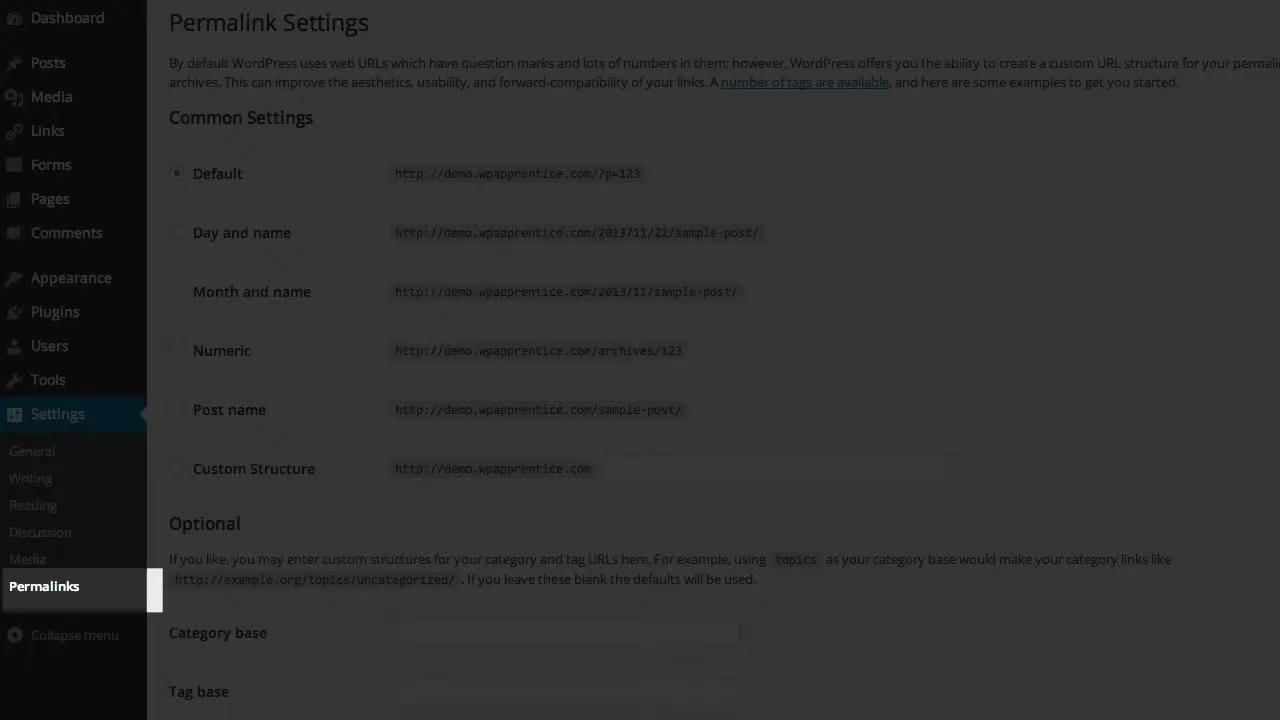 Dashboard
Posts
Media
Links
Forms
Pages
Comments
Appearance
Plugins
Users
Tools
Settings
General
Writing
Reading
Discussion
Media
Permalinks
Collapse menu
Permalink Settings
By default WordPress uses web URLs which have question marks and lots of numbers in them; however, WordPress offers you the ability to create a custom URL structure for your
archives. This can improve the aesthetics, usability, and forward-compatibility of your links. A number of tags are available, and here are some examples to get you started.
Common Settings
Default http://demo.wpapprentice.com/?p=123
Day and name http://demo.wpapprentice.com/2013/11/22/sample-post/
Month and name http://demo.wpapprentice.com/2013/11/sample-post/
Numeric http://demo.wpapprentice.com/archives/123
Post name http://demo.wpapprentice.com/sample-post/
Custom Structure http://demo.wpapprentice.com
Optional
If you like, you may enter custom structures for your category and tag URLs here. For example, using topics as your category base would make your category links like
http://example.org/topics/uncategorized/ . If you leave these blank the defaults will be used.
Category base
Tag base